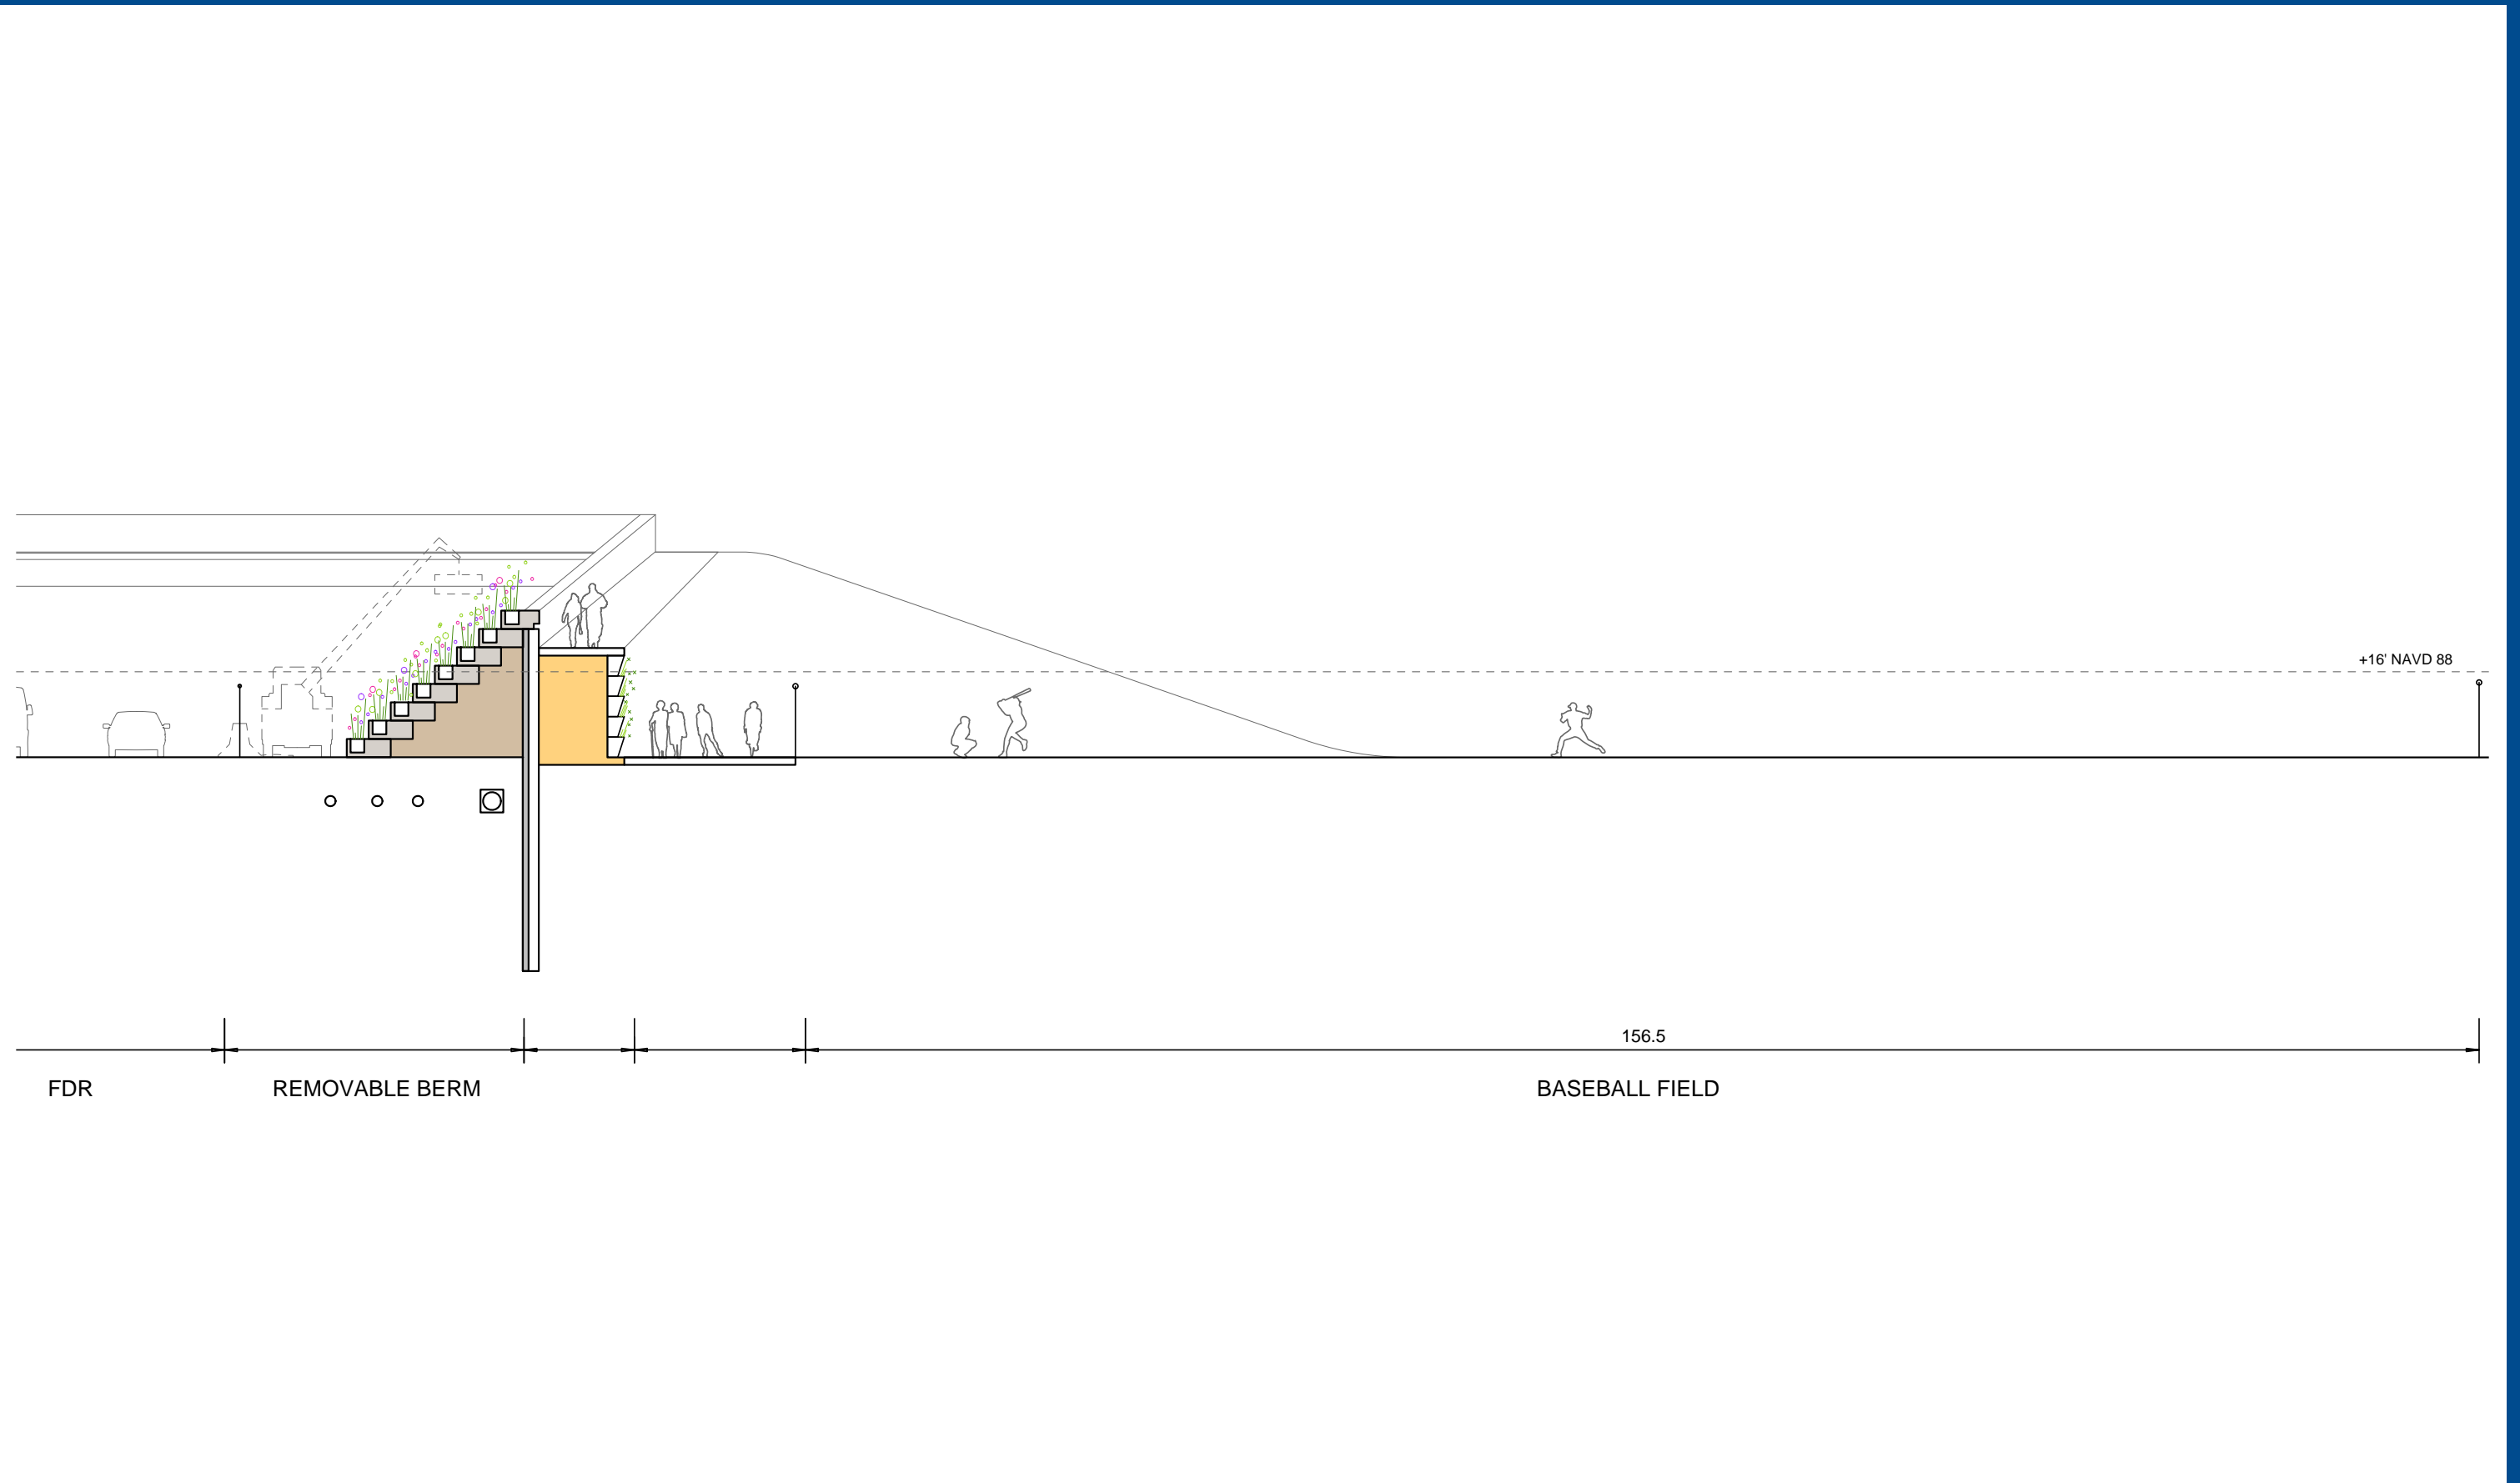 +16' NAVD 88
156.5
FDR
REMOVABLE BERM
BASEBALL FIELD